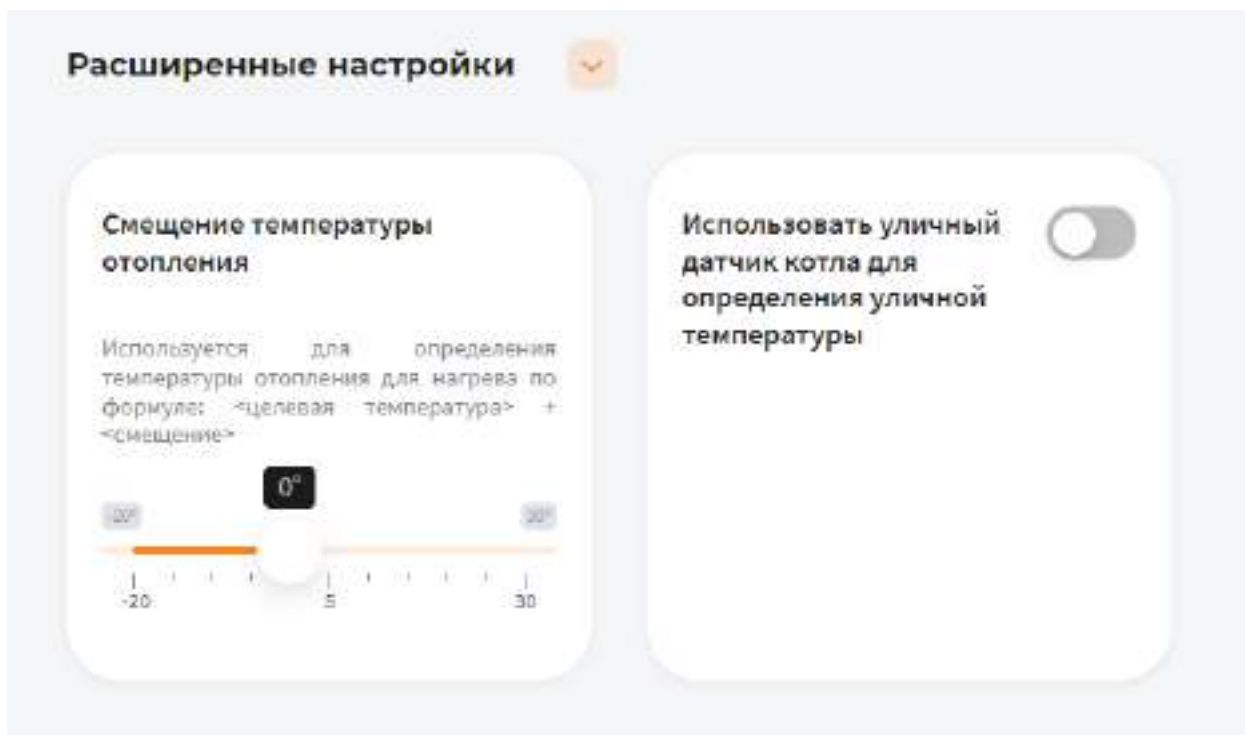 Расширенные настройки
Смещение температуры
отопления
Используется для определения
температуры отопления для нагрева по
формуле: <целевая температура> +
<смещение>
0°
-20°
30°
-20
5
30
Использовать уличный
датчик котла для
определения уличной
температуры